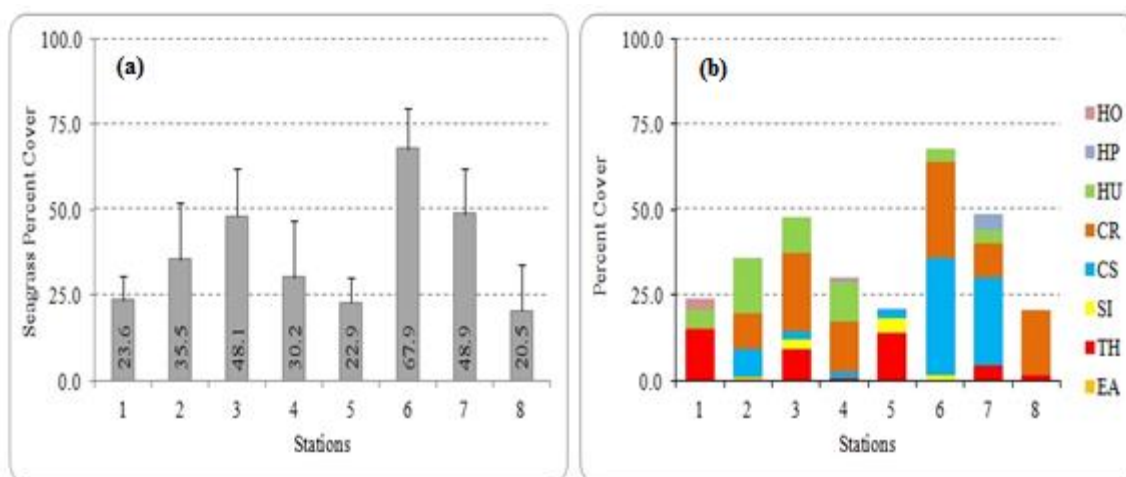 (a)
Seagrass Percent Cover
100.0
75.0
50.0
25.0
0.0
23.6 35.5 48.1 30.2 22.9 67.9 48.9 20.5
1 2 3 4 5 6 7 8
Stations
(b)
Percent Cover
100.0
75.0
50.0
25.0
0.0
1 2 3 4 5 6 7 8
Stations
HO
HP
HU
CR
CS
SI
TH
EA